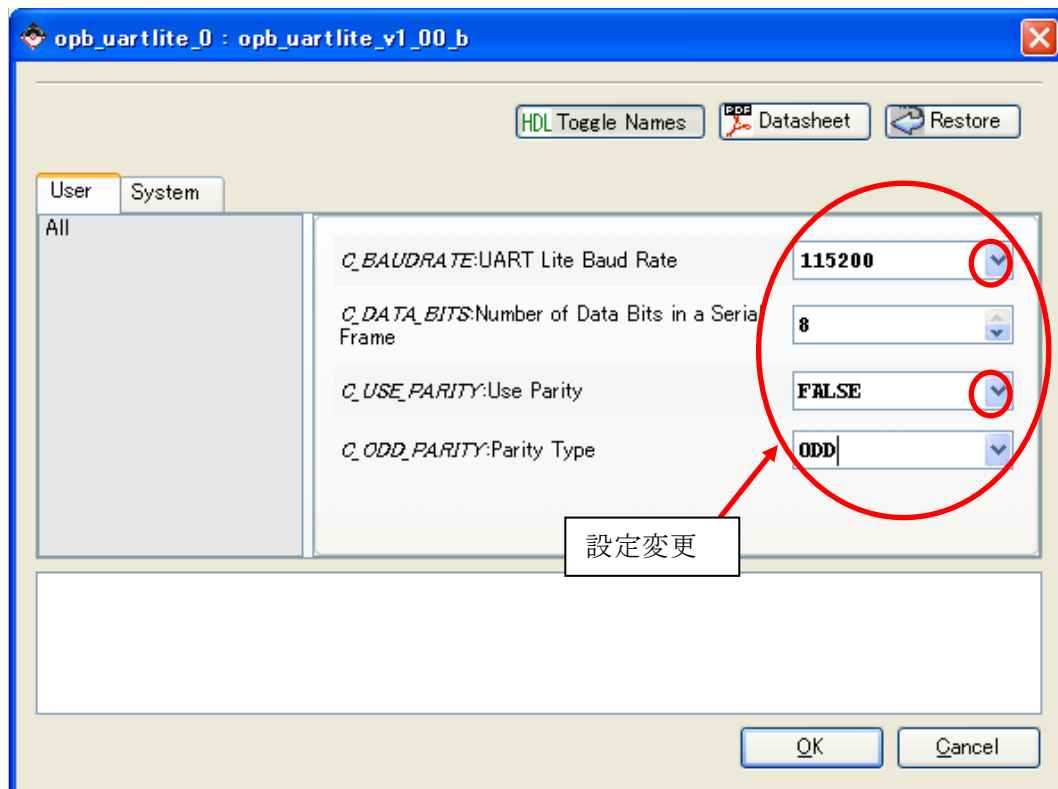 opb_uartlite_0 : opb_uartlite_v1_00_b
HDL Toggle Names
PDF Datasheet
Restore
User
System
All
C_BAUDRATE:UART Lite Baud Rate
115200
C_DATA_BITS:Number of Data Bits in a Serial
Frame
8
C_USE_PARITY:Use Parity
FALSE
C_ODD_PARITY:Parity Type
ODD
設定変更
OK
Cancel